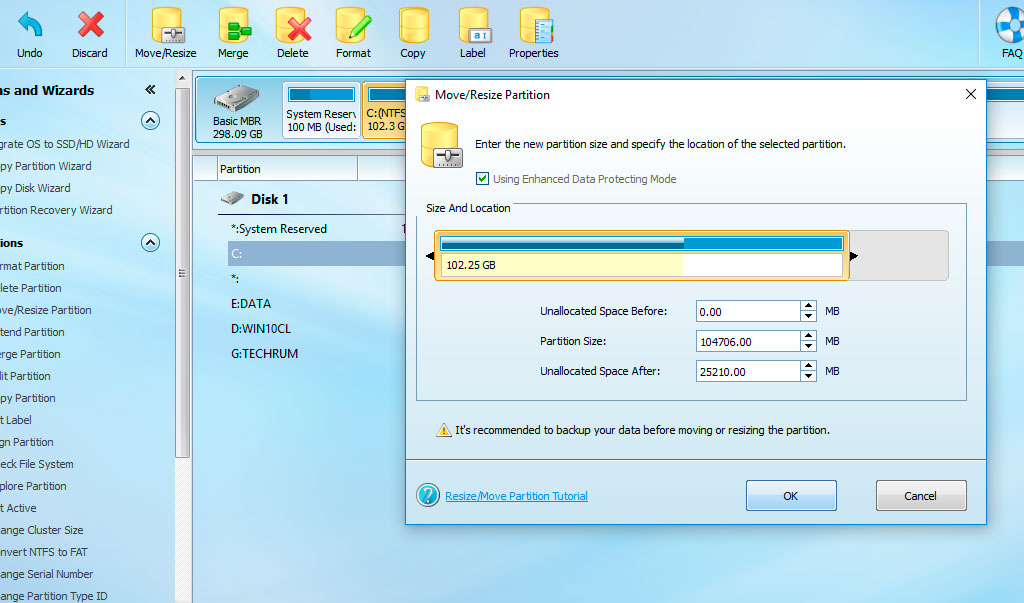 Undo
Discard
Move/Resize
Merge
Delete
Format
Copy
Label
Properties
FAQ
ns and Wizards
s
grate OS to SSD/HD Wizard
py Partition Wizard
py Disk Wizard
rtition Recovery Wizard
ions
rmat Partition
lete Partition
ove/Resize Partition
tend Partition
erge Partition
lit Partition
py Partition
t Label
gn Partition
eck File System
plore Partition
t Active
ange Cluster Size
nvert NTFS to FAT
ange Serial Number
ange Partition Type ID
Basic MBR
298.09 GB
System Reserv
100 MB (Used:
C:(NTFS
102.3 G
Partition
Disk 1
*:System Reserved
1
C:
*:
E:DATA
D:WIN10CL
G:TECHRUM
Move/Resize Partition
Enter the new partition size and specify the location of the selected partition.
Using Enhanced Data Protecting Mode
Size And Location
102.25 GB
Unallocated Space Before: 0.00 MB
Partition Size: 104706.00 MB
Unallocated Space After: 25210.00 MB
It's recommended to backup your data before moving or resizing the partition.
Resize/Move Partition Tutorial
OK
Cancel